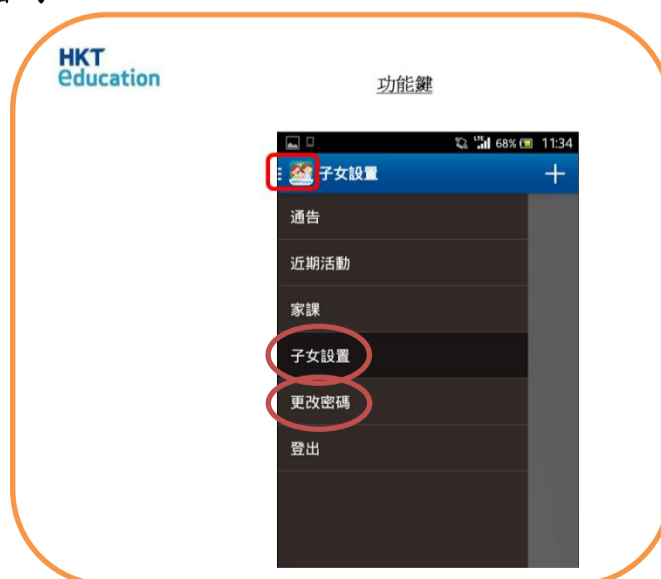 HKT
education
功能鍵
LTE 68% 11:34
子女設置
通告
近期活動
家課
子女設置
更改密碼
登出